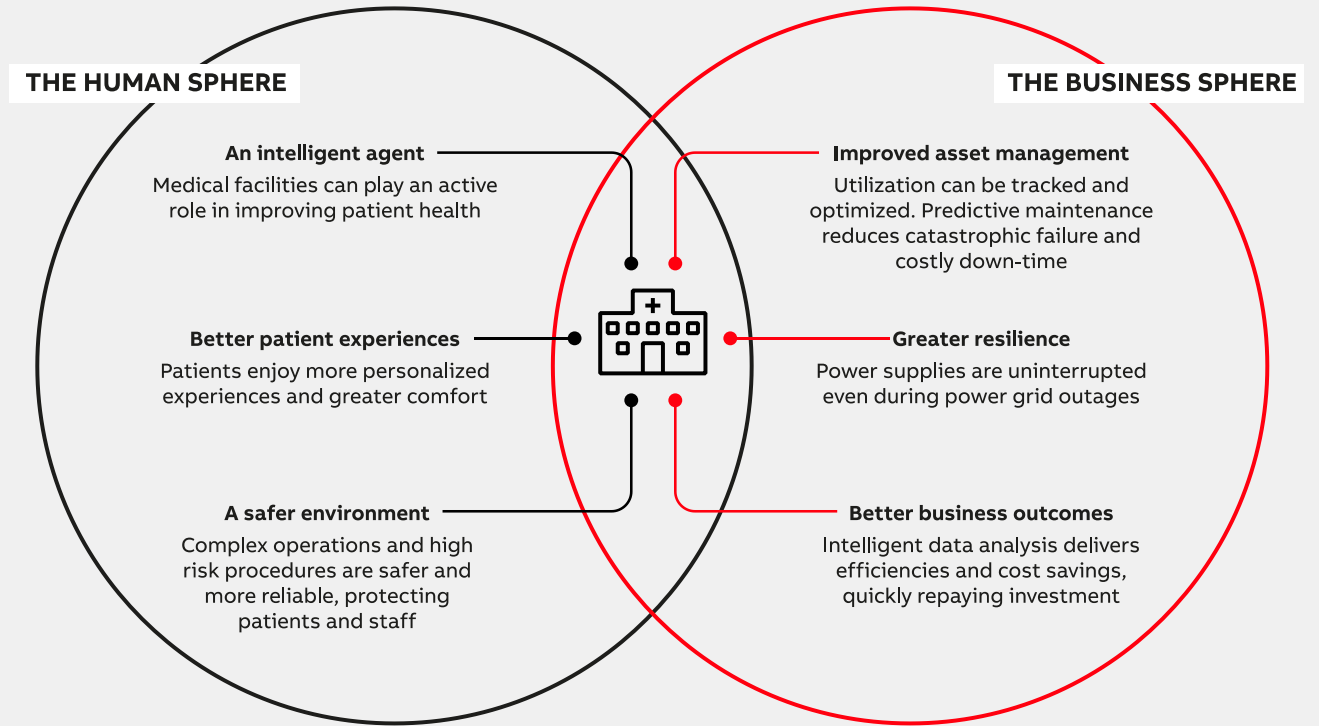 THE HUMAN SPHERE
An intelligent agent
Medical facilities can play an active
role in improving patient health
Better patient experiences
Patients enjoy more personalized
experiences and greater comfort
A safer environment
Complex operations and high
risk procedures are safer and
more reliable, protecting
patients and staff
THE BUSINESS SPHERE
Improved asset management
Utilization can be tracked and
optimized. Predictive maintenance
reduces catastrophic failure and
costly down-time
Greater resilience
Power supplies are uninterrupted
even during power grid outages
Better business outcomes
Intelligent data analysis delivers
efficiencies and cost savings,
quickly repaying investment